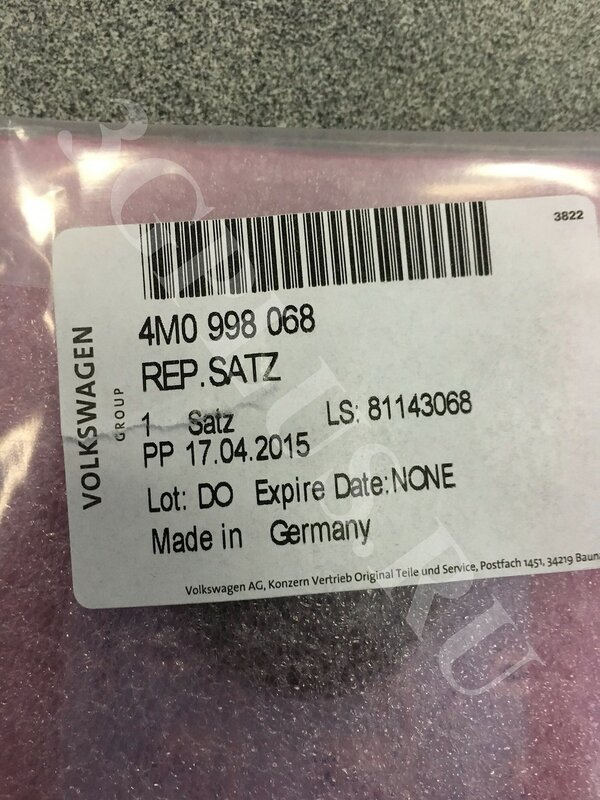 3822
4M0 998 068
REP.SATZ
VOLKSWAGEN
GROUP
1 Satz LS: 81143068
PP 17.04.2015
Lot: DO Expire Date:NONE
Made in Germany
Volkswagen AG, Konzern Vertrieb Original Teile und Service, Postfach 1451, 34219 Bauna